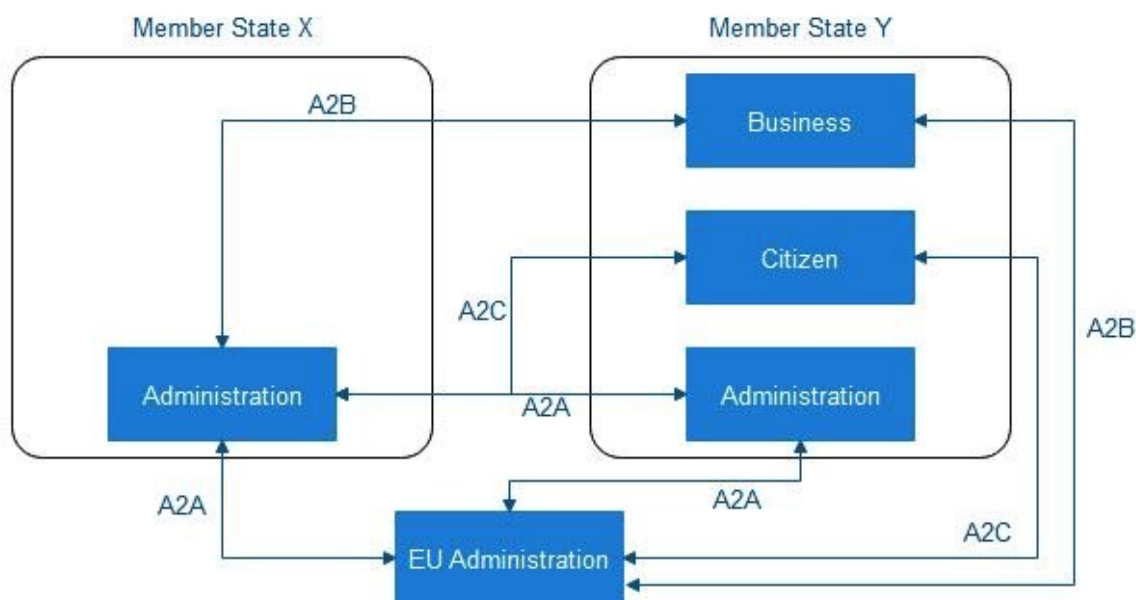 Member State X
Member State Y
A2B
Business
Citizen
A2C
A2B
Administration
A2A
Administration
A2A
A2A
EU Administration
A2C